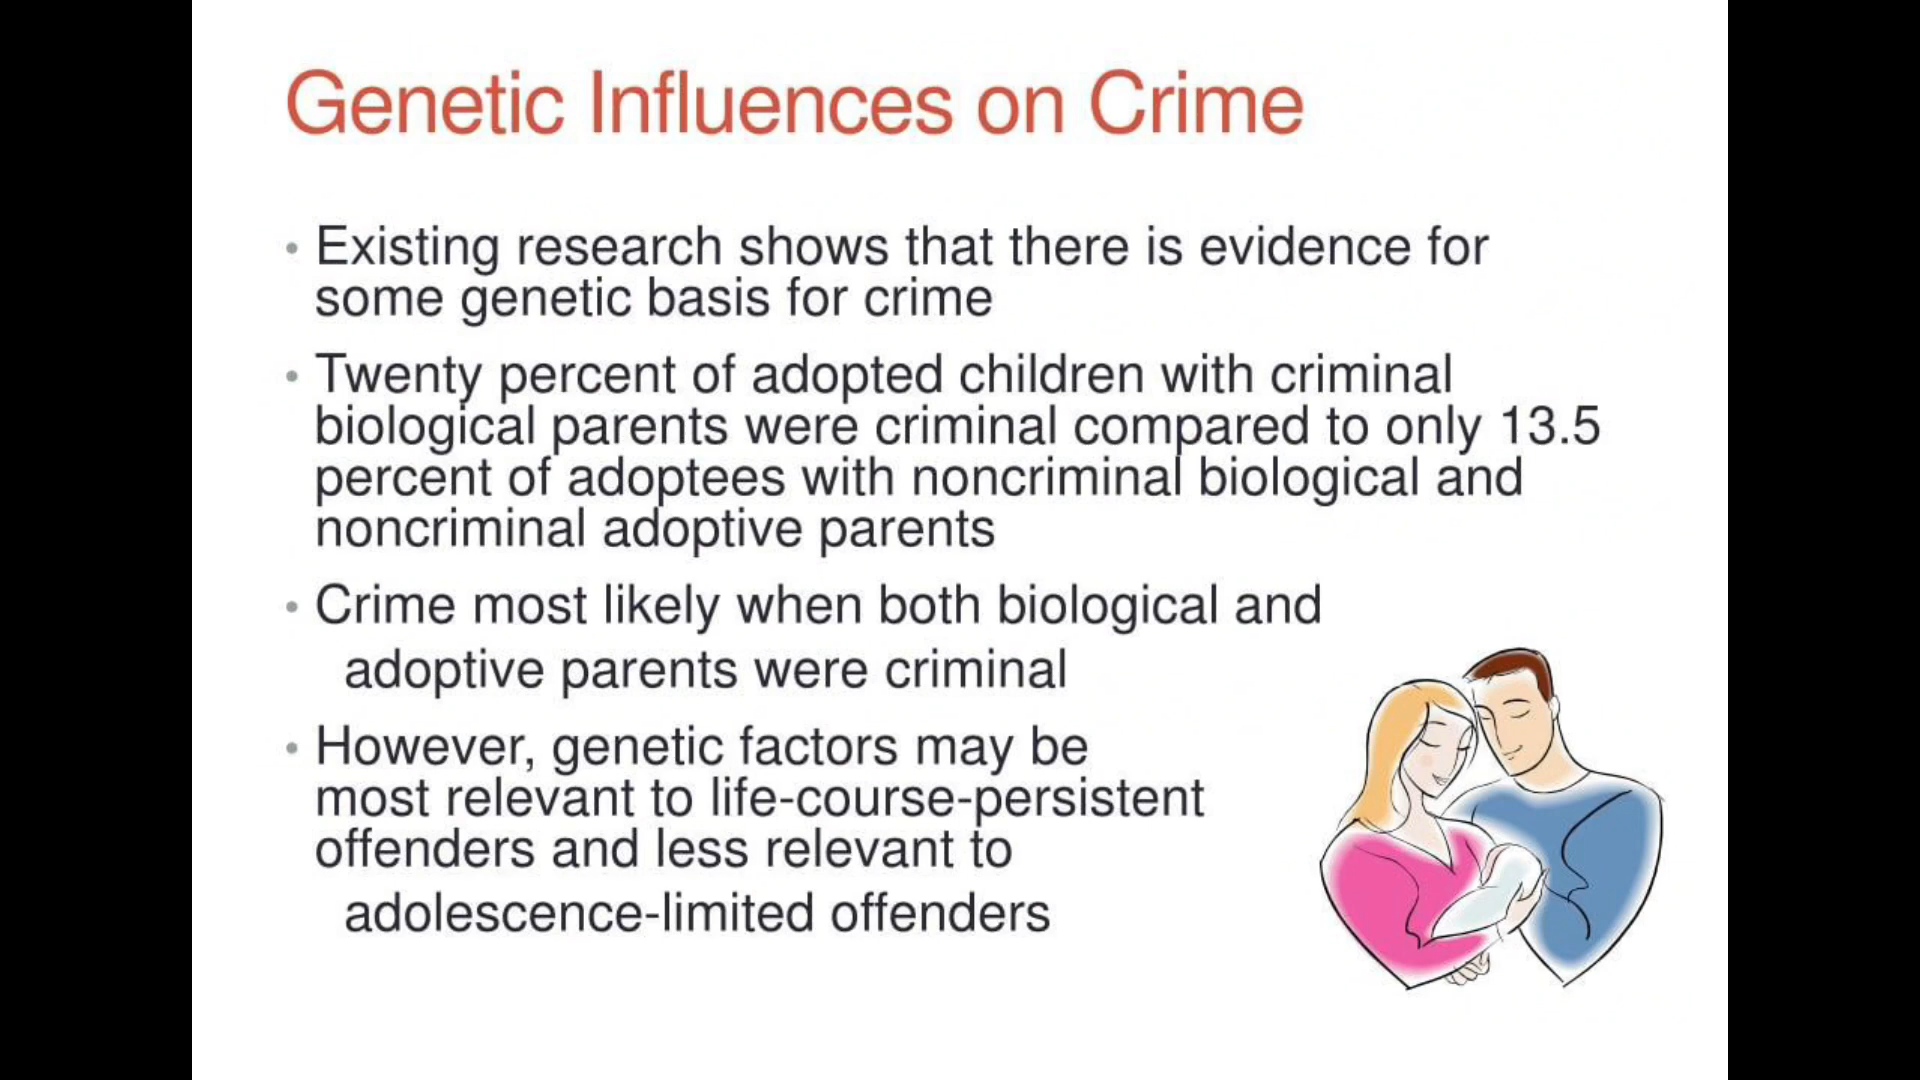 Genetic Influences on Crime
• Existing research shows that there is evidence for
some genetic basis for crime
• Twenty percent of adopted children with criminal
biological parents were criminal compared to only 13.5
percent of adoptees with noncriminal biological and
noncriminal adoptive parents
• Crime most likely when both biological and
adoptive parents were criminal
• However, genetic factors may be
most relevant to life-course-persistent
offenders and less relevant to
adolescence-limited offenders